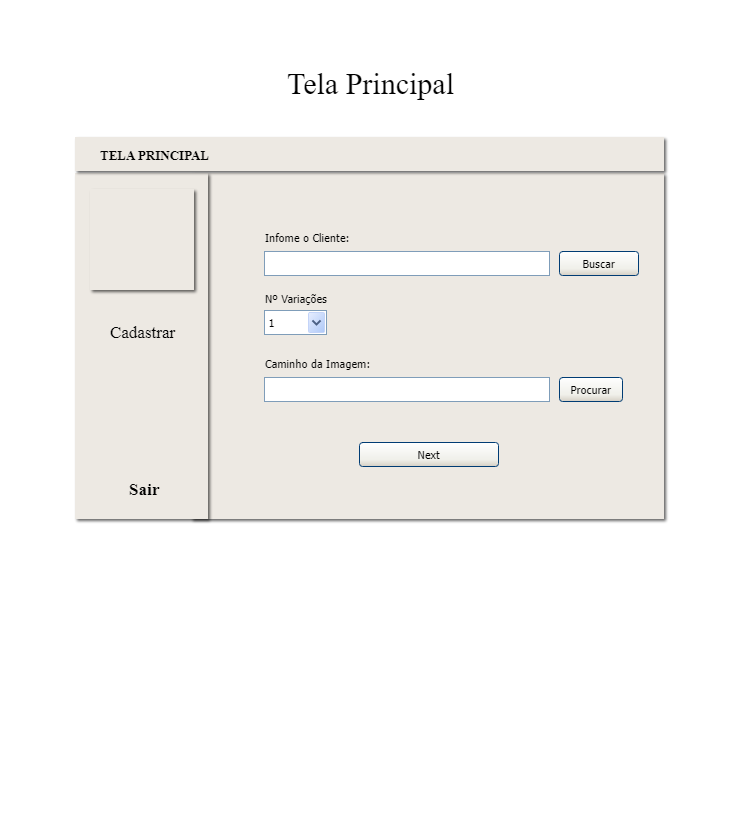 Tela Principal
TELA PRINCIPAL
Infome o Cliente:
Buscar
Nº Variações
1
Cadastrar
Caminho da Imagem:
Procurar
Next
Sair